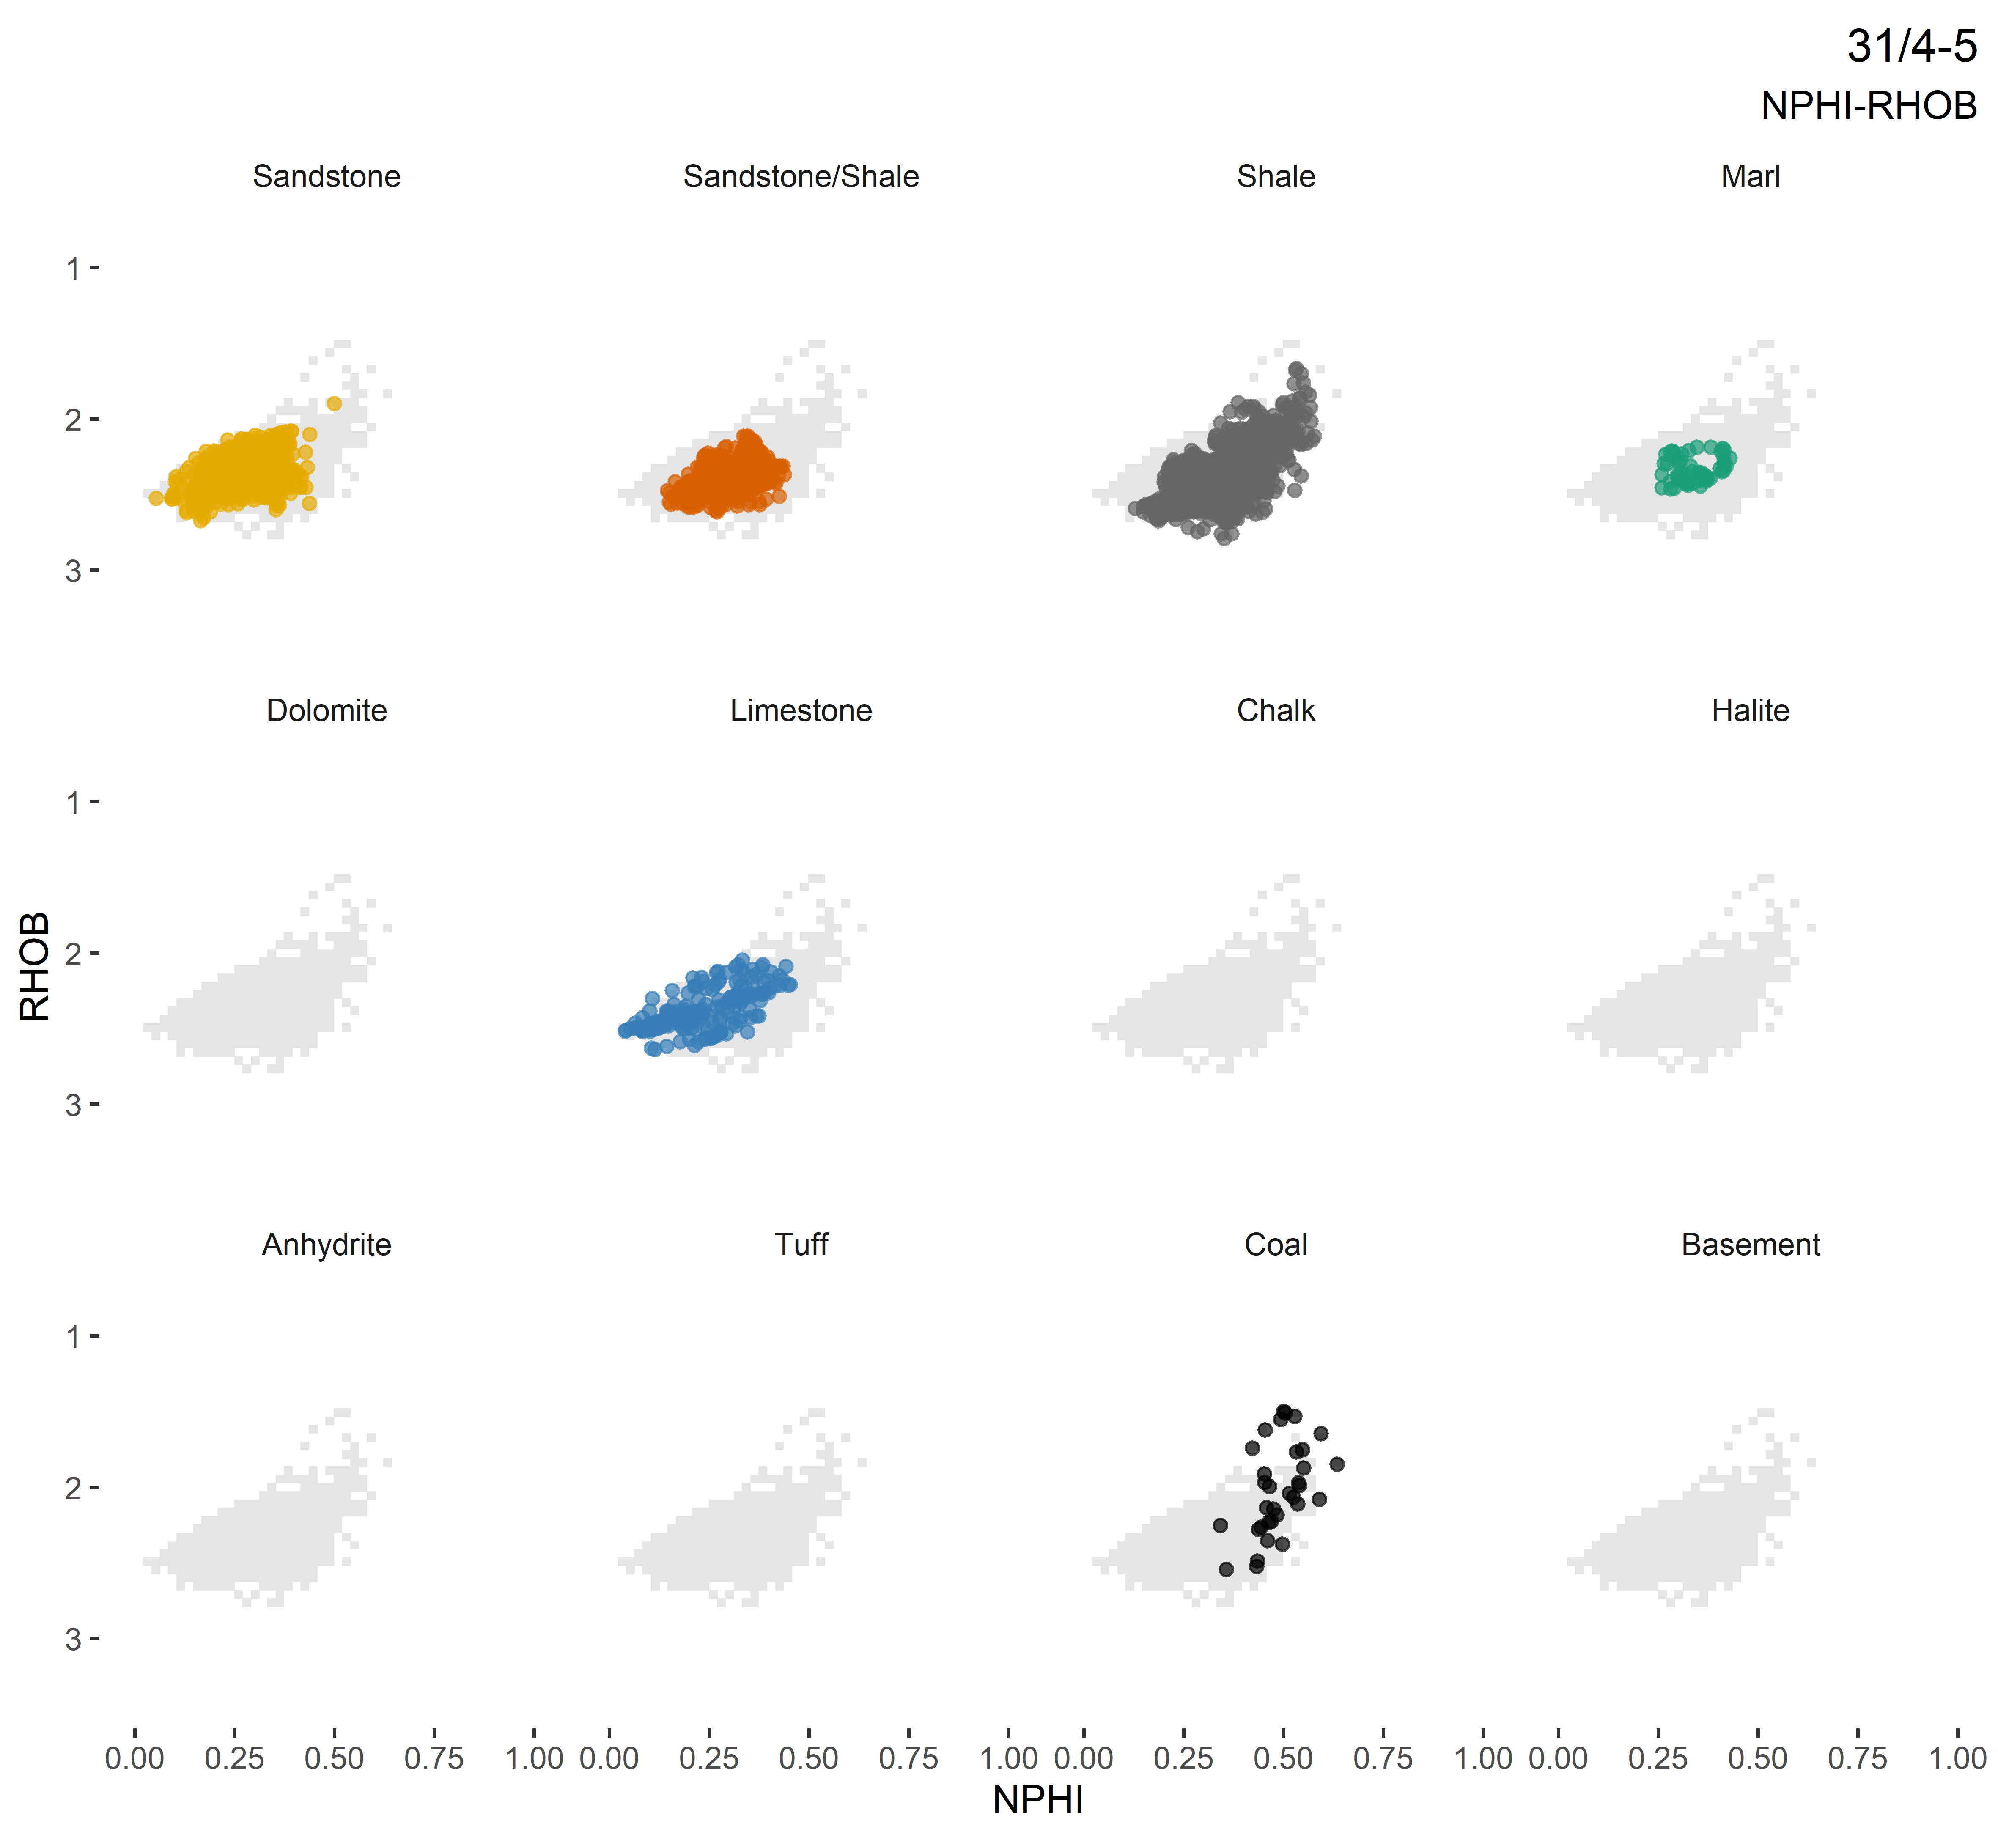 31/4-5
NPHI-RHOB
Sandstone Sandstone/Shale Shale Marl
1
2
3
Dolomite Limestone Chalk Halite
1
2
3
RHOB
Anhydrite Tuff Coal Basement
1
2
3
0.00 0.25 0.50 0.75 1.00 0.00 0.25 0.50 0.75 1.00 0.00 0.25 0.50 0.75 1.00 0.00 0.25 0.50 0.75 1.00
NPHI